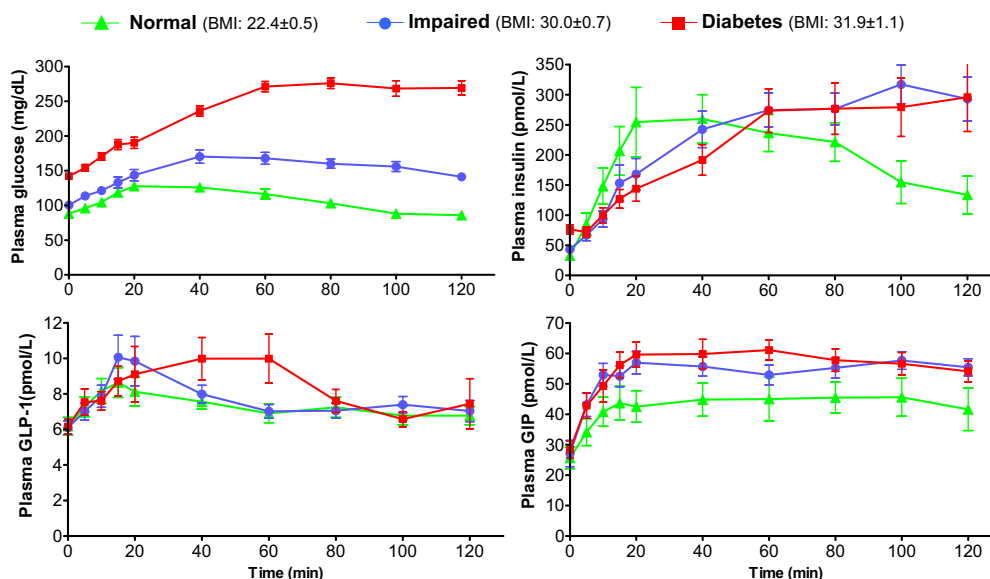 Normal (BMI: 22.4±0.5) Impaired (BMI: 30.0±0.7) Diabetes (BMI: 31.9±1.1)
Plasma glucose (mg/dL)
300
250
200
150
100
50
0
0 20 40 60 80 100 120
Plasma insulin (pmol/L)
350
300
250
200
150
100
50
0
0 20 40 60 80 100 120
Plasma GLP-1(pmol/L)
12
10
8
6
4
2
0
0 20 40 60 80 100 120
Time (min)
Plasma GIP (pmol/L)
70
60
50
40
30
20
10
0
0 20 40 60 80 100 120
Time (min)